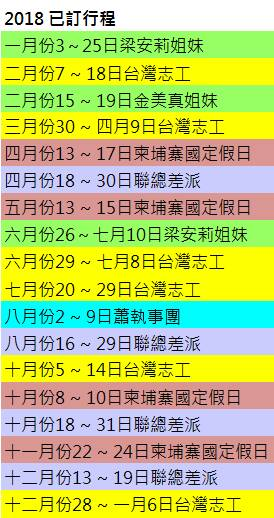 2018 已訂行程
一月份3～25日梁安莉姐妹
二月份7 ~ 18日台灣志工
二月份15 ~ 19日金美真姐妹
三月份30 ~ 四月9日台灣志工
四月份13 ~ 17日柬埔寨國定假日
四月份18 ~ 30日聯總差派
五月份13 ~ 15日柬埔寨國定假日
六月份26～七月10日梁安莉姐妹
六月份29 ~ 七月8日台灣志工
七月份20 ~ 29日台灣志工
八月份2 ~ 9日蕭執事團
八月份16 ~ 29日聯總差派
十月份5 ~ 14日台灣志工
十月份8 ~ 10日柬埔寨國定假日
十月份18 ~ 31日聯總差派
十一月份22 ~ 24日柬埔寨國定假日
十二月份13 ~ 19日聯總差派
十二月份28 ~ 一月6日台灣志工